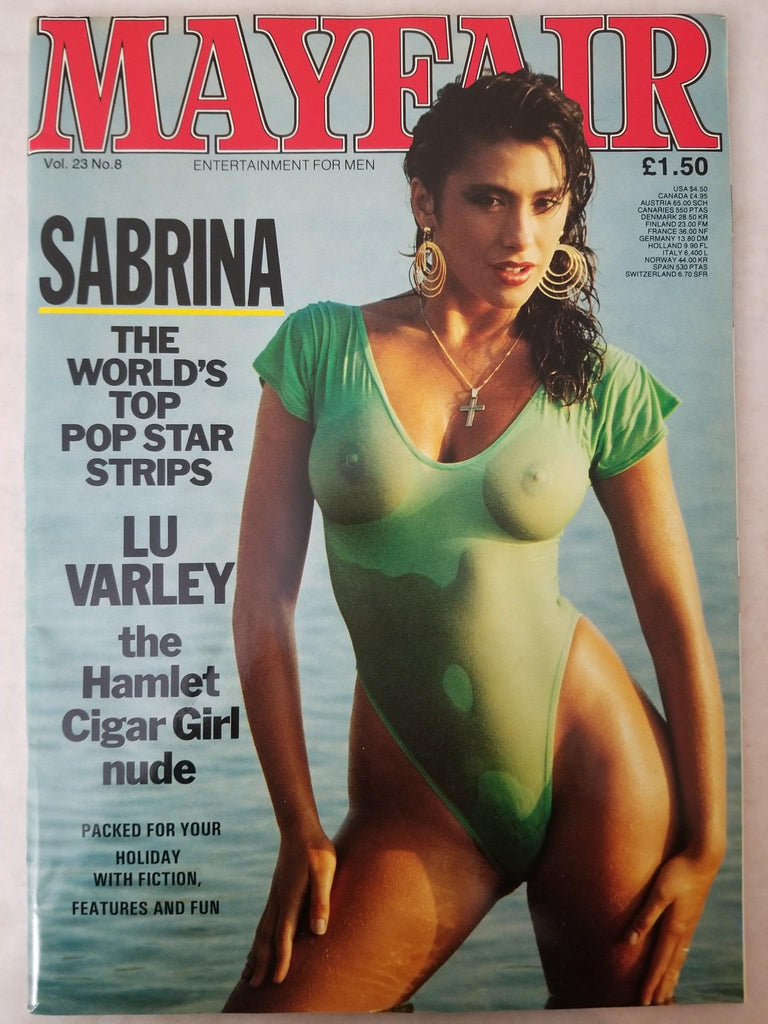 MAYFAIR
Vol. 23 No.8
ENTERTAINMENT FOR MEN
£1.50
USA $4.50
CANADA £4.95
AUSTRIA 65.00 SCH
CANARIES 550 PTAS
DENMARK 28.50 KR
FINLAND 23.00 FM
FRANCE 36.00 NF
GERMANY 13.80 DM
HOLLAND 9.90 FL
ITALY 6,400 L
NORWAY 44.00 KR
SPAIN 530 PTAS
SWITZERLAND 6.70 SFR
SABRINA
THE
WORLD'S
TOP
POP STAR
STRIPS
LU
VARLEY
the
Hamlet
Cigar Girl
nude
PACKED FOR YOUR
HOLIDAY
WITH FICTION,
FEATURES AND FUN